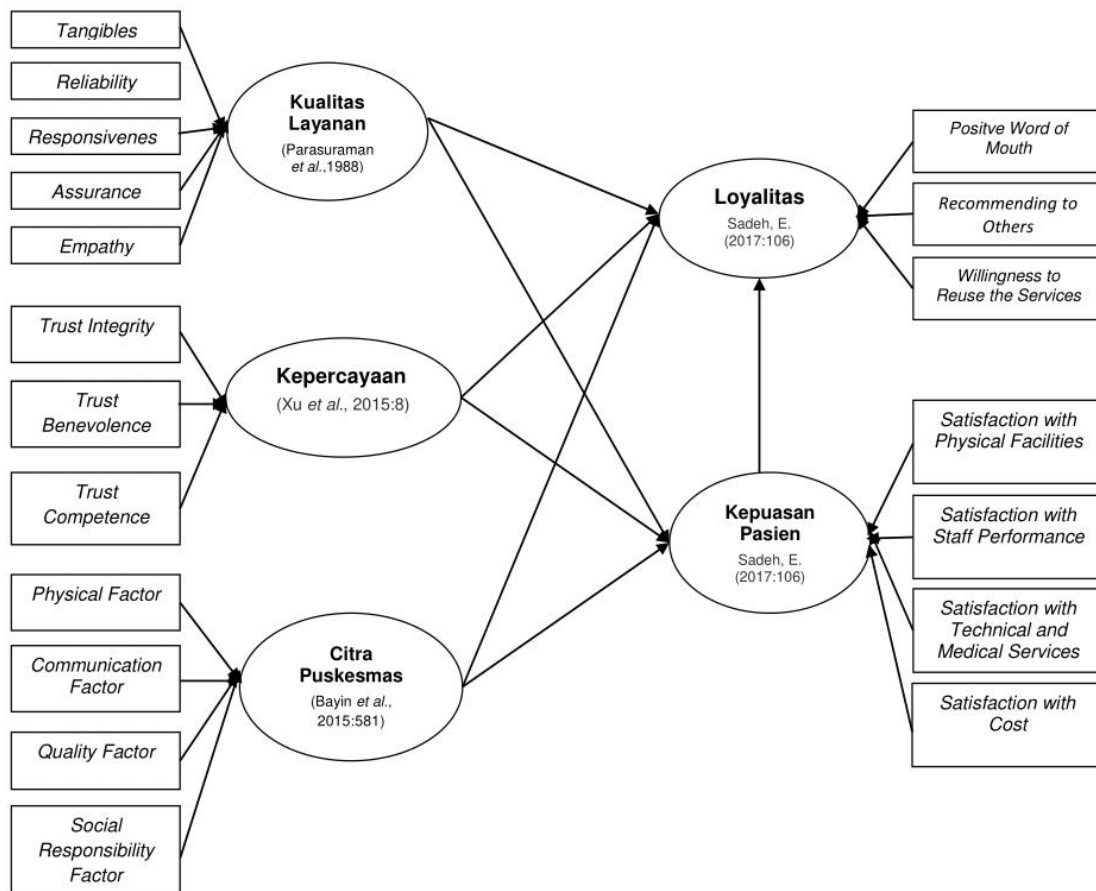 Tangibles
Reliability
Responsivenes
Assurance
Empathy
Kualitas
Layanan
(Parasuraman
et al.,1988)
Trust Integrity
Trust
Benevolence
Trust
Competence
Kepercayaan
(Xu et al., 2015:8)
Physical Factor
Communication
Factor
Quality Factor
Social
Responsibility
Factor
Citra
Puskesmas
(Bayin et al.,
2015:581)
Loyalitas
Sadeh, E.
(2017:106)
Positve Word of
Mouth
Recommending to
Others
Willingness to
Reuse the Services
Kepuasan
Pasien
Sadeh, E.
(2017:106)
Satisfaction with
Physical Facilities
Satisfaction with
Staff Performance
Satisfaction with
Technical and
Medical Services
Satisfaction with
Cost